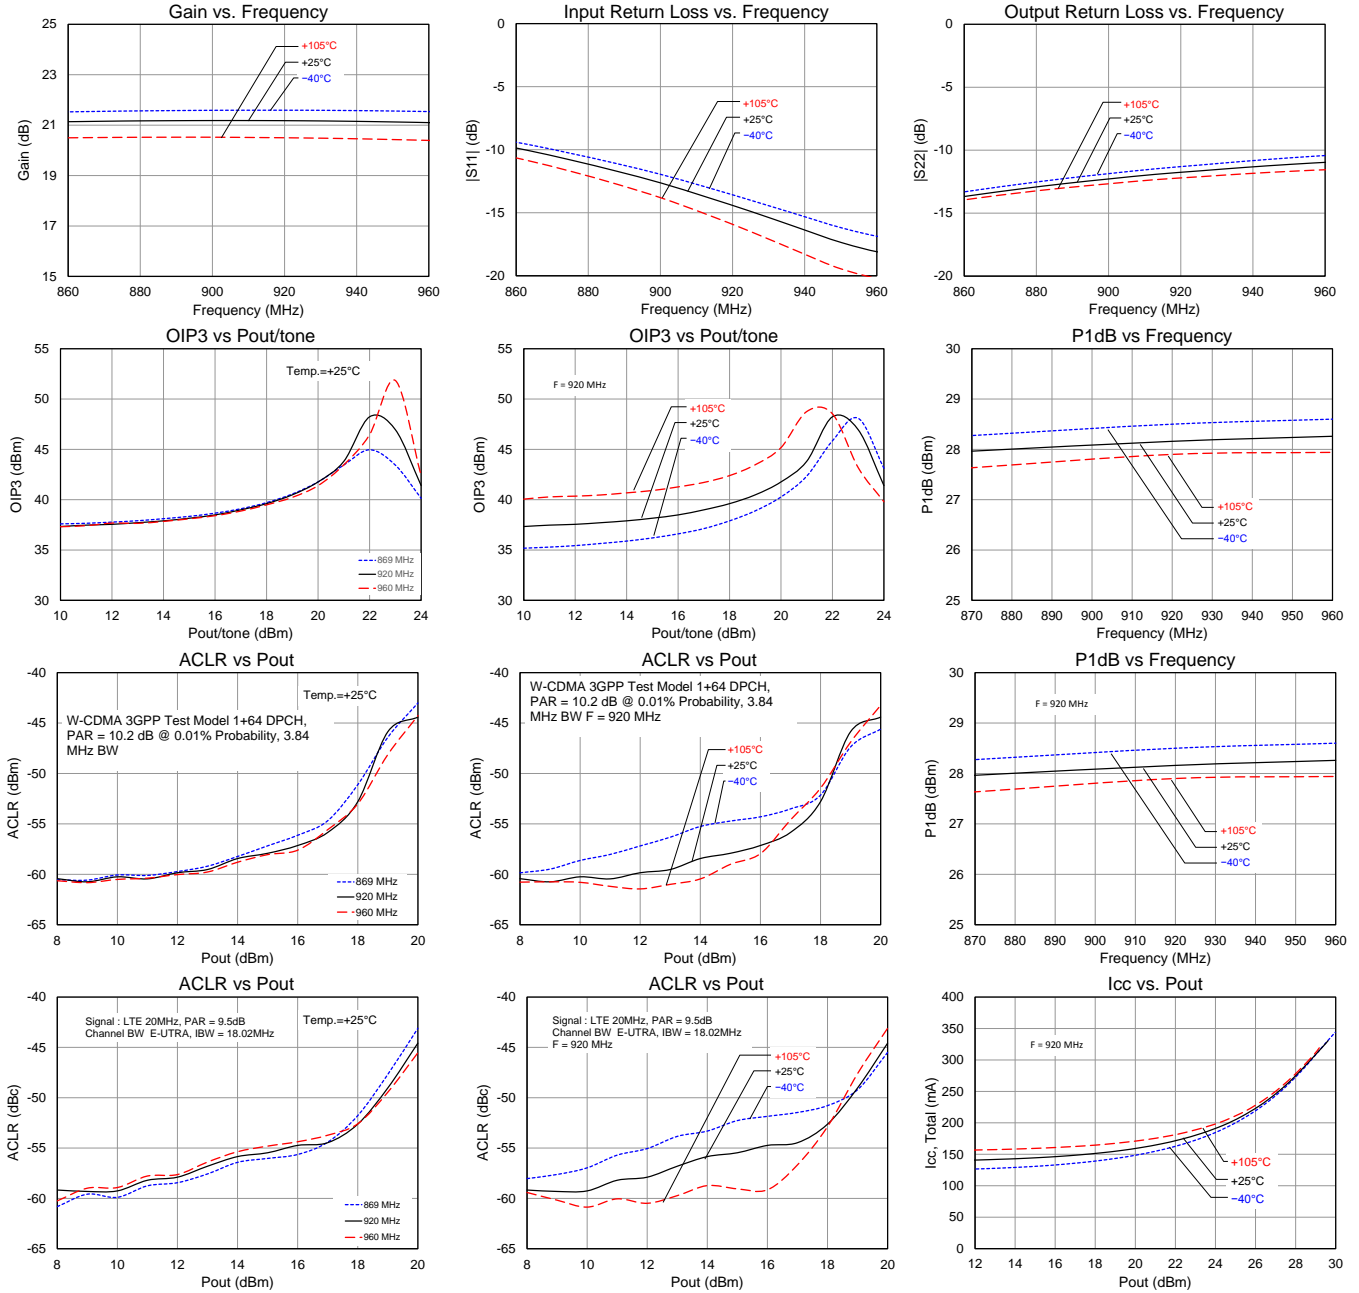 Gain vs. Frequency
25
23
21
19
17
15
Gain (dB)
+105°C
+25°C
−40°C
860
880
900
920
940
960
Frequency (MHz)
Input Return Loss vs. Frequency
0
-5
-10
-15
-20
|S11| (dB)
+105°C
+25°C
−40°C
860
880
900
920
940
960
Frequency (MHz)
Output Return Loss vs. Frequency
0
-5
-10
-15
-20
|S22| (dB)
+105°C
+25°C
−40°C
860
880
900
920
940
960
Frequency (MHz)
OIP3 vs Pout/tone
55
50
45
40
35
30
OIP3 (dBm)
Temp.=+25°C
869 MHz
920 MHz
960 MHz
10
12
14
16
18
20
22
24
Pout/tone (dBm)
OIP3 vs Pout/tone
55
50
45
40
35
30
OIP3 (dBm)
F = 920 MHz
+105°C
+25°C
−40°C
10
12
14
16
18
20
22
24
Pout/tone (dBm)
P1dB vs Frequency
30
29
28
27
26
25
P1dB (dBm)
+105°C
+25°C
−40°C
870
880
890
900
910
920
930
940
950
960
Frequency (MHz)
ACLR vs Pout
-40
-45
-50
-55
-60
-65
ACLR (dBm)
Temp.=+25°C
W-CDMA 3GPP Test Model 1+64 DPCH,
PAR = 10.2 dB @ 0.01% Probability, 3.84
MHz BW
869 MHz
920 MHz
960 MHz
8
10
12
14
16
18
20
Pout (dBm)
ACLR vs Pout
-40
-45
-50
-55
-60
-65
ACLR (dBm)
W-CDMA 3GPP Test Model 1+64 DPCH,
PAR = 10.2 dB @ 0.01% Probability, 3.84
MHz BW F = 920 MHz
+105°C
+25°C
−40°C
8
10
12
14
16
18
20
Pout (dBm)
P1dB vs Frequency
30
29
28
27
26
25
P1dB (dBm)
F = 920 MHz
+105°C
+25°C
−40°C
870
880
890
900
910
920
930
940
950
960
Frequency (MHz)
ACLR vs Pout
-40
-45
-50
-55
-60
-65
ACLR (dBc)
Signal : LTE 20MHz, PAR = 9.5dB
Channel BW E-UTRA, IBW = 18.02MHz
Temp.=+25°C
869 MHz
920 MHz
960 MHz
8
10
12
14
16
18
20
Pout (dBm)
ACLR vs Pout
-40
-45
-50
-55
-60
-65
ACLR (dBc)
Signal : LTE 20MHz, PAR = 9.5dB
Channel BW E-UTRA, IBW = 18.02MHz
F = 920 MHz
+105°C
+25°C
−40°C
8
10
12
14
16
18
20
Pout (dBm)
Icc vs. Pout
400
350
300
250
200
150
100
50
0
Icc, Total (mA)
F = 920 MHz
+105°C
+25°C
−40°C
12
14
16
18
20
22
24
26
28
30
Pout (dBm)